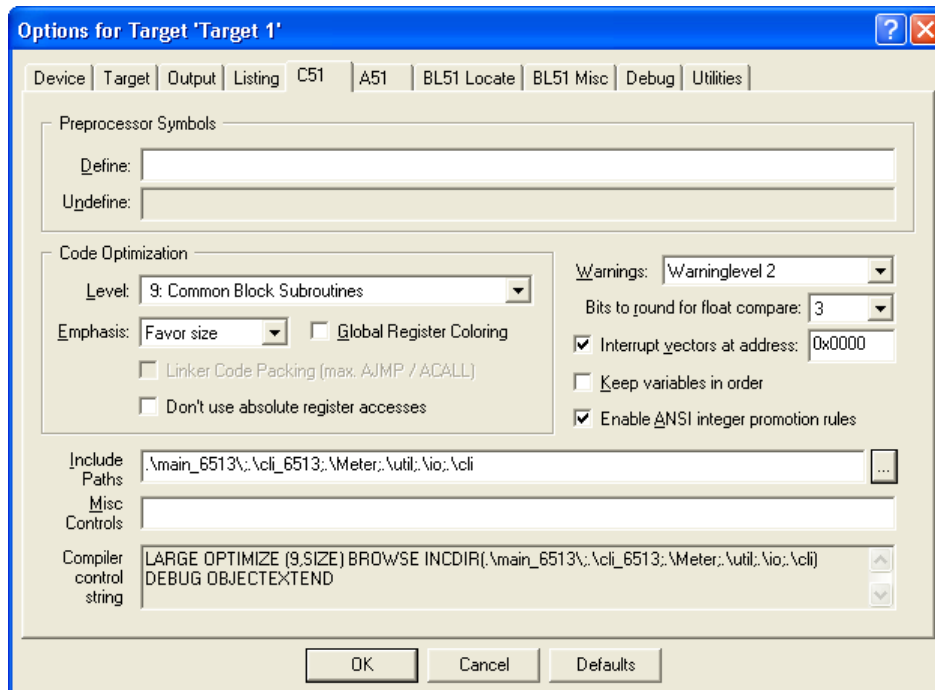 Options for Target 'Target 1'
Device Target Output Listing C51 A51 BL51 Locate BL51 Misc Debug Utilities
Preprocessor Symbols
Define:
Undefine:
Code Optimization
Level: 9: Common Block Subroutines
Emphasis: Favor size Global Register Coloring
Linker Code Packing (max. AJMP / ACALL)
Don't use absolute register accesses
Warnings: Warninglevel 2
Bits to round for float compare: 3
Interrupt vectors at address: 0x0000
Keep variables in order
Enable ANSI integer promotion rules
Include
Paths
.\main_6513\;.\cli_6513;.\Meter;.\util;.\io;.\cli
...
Misc
Controls
Compiler
control
string
LARGE OPTIMIZE (9,SIZE) BROWSE INCDIR(.\main_6513\;.\cli_6513;.\Meter;.\util;.\io;.\cli)
DEBUG OBJECTEXTEND
OK Cancel Defaults